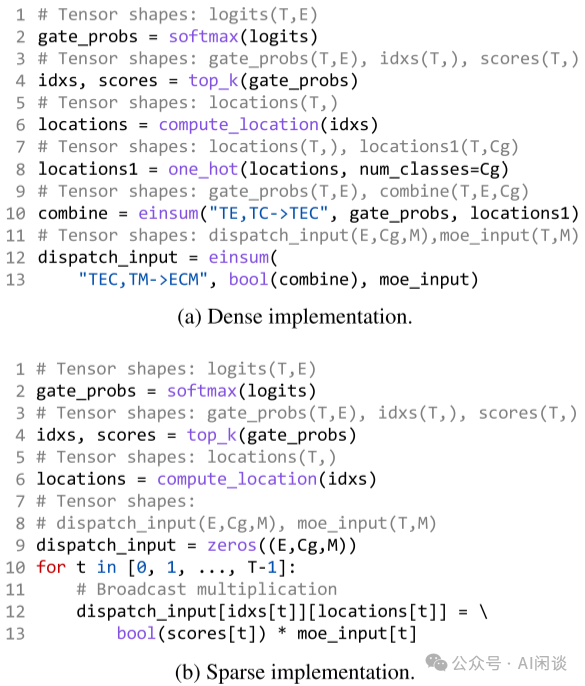 1 # Tensor shapes: logits(T,E)
2 gate_probs = softmax(logits)
3 # Tensor shapes: gate_probs(T,E), idxs(T,), scores(T,)
4 idxs, scores = top_k(gate_probs)
5 # Tensor shapes: locations(T,)
6 locations = compute_location(idxs)
7 # Tensor shapes: locations(T,), locations1(T,Cg)
8 locations1 = one_hot(locations, num_classes=Cg)
9 # Tensor shapes: gate_probs(T,E), combine(T,E,Cg)
10 combine = einsum("TE,TC->TEC", gate_probs, locations1)
11 # Tensor shapes: dispatch_input(E,Cg,M),moe_input(T,M)
12 dispatch_input = einsum(
13     "TEC,TM->ECM", bool(combine), moe_input)
(a) Dense implementation.
1 # Tensor shapes: logits(T,E)
2 gate_probs = softmax(logits)
3 # Tensor shapes: gate_probs(T,E), idxs(T,), scores(T,)
4 idxs, scores = top_k(gate_probs)
5 # Tensor shapes: locations(T,)
6 locations = compute_location(idxs)
7 # Tensor shapes:
8 # dispatch_input(E,Cg,M), moe_input(T,M)
9 dispatch_input = zeros((E,Cg,M))
10 for t in [0, 1, ..., T-1]:
11     # Broadcast multiplication
12     dispatch_input[idxs[t]][locations[t]] = \
13         bool(scores[t]) * moe_input[t]
(b) Sparse implementation.
公众号 · AI闲谈